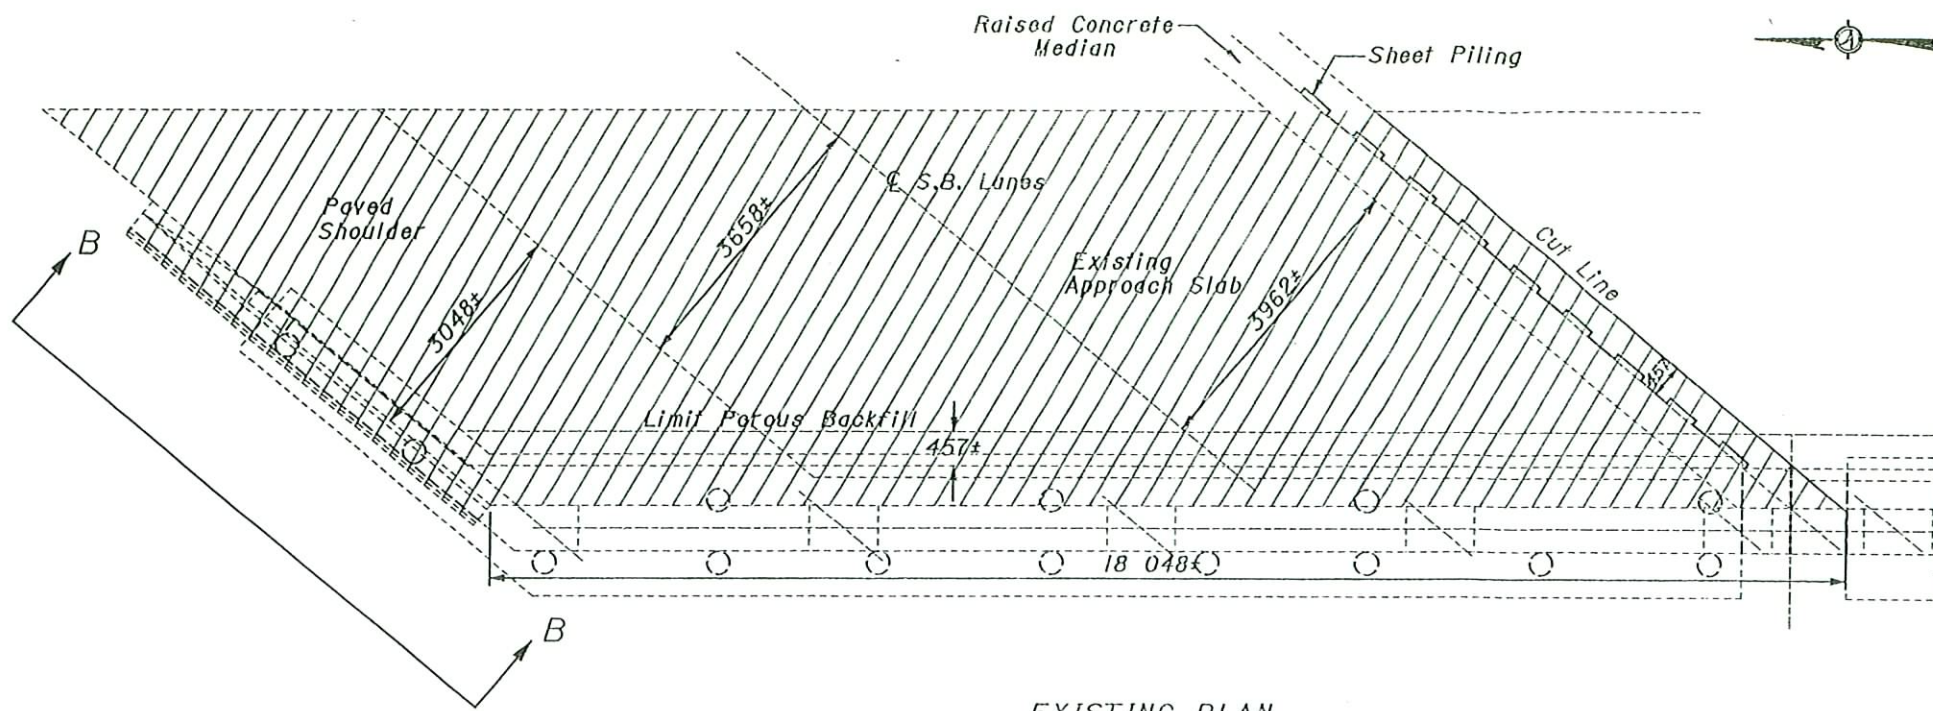 Raised Concrete
Median
Sheet Piling
℄ S.B. Lanes
Paved
Shoulder
3658±
Cut Line
Existing
Approach Slab
3962±
B
3048±
Limit Porous Backfill
457±
18 048±
B
EXISTING PLAN